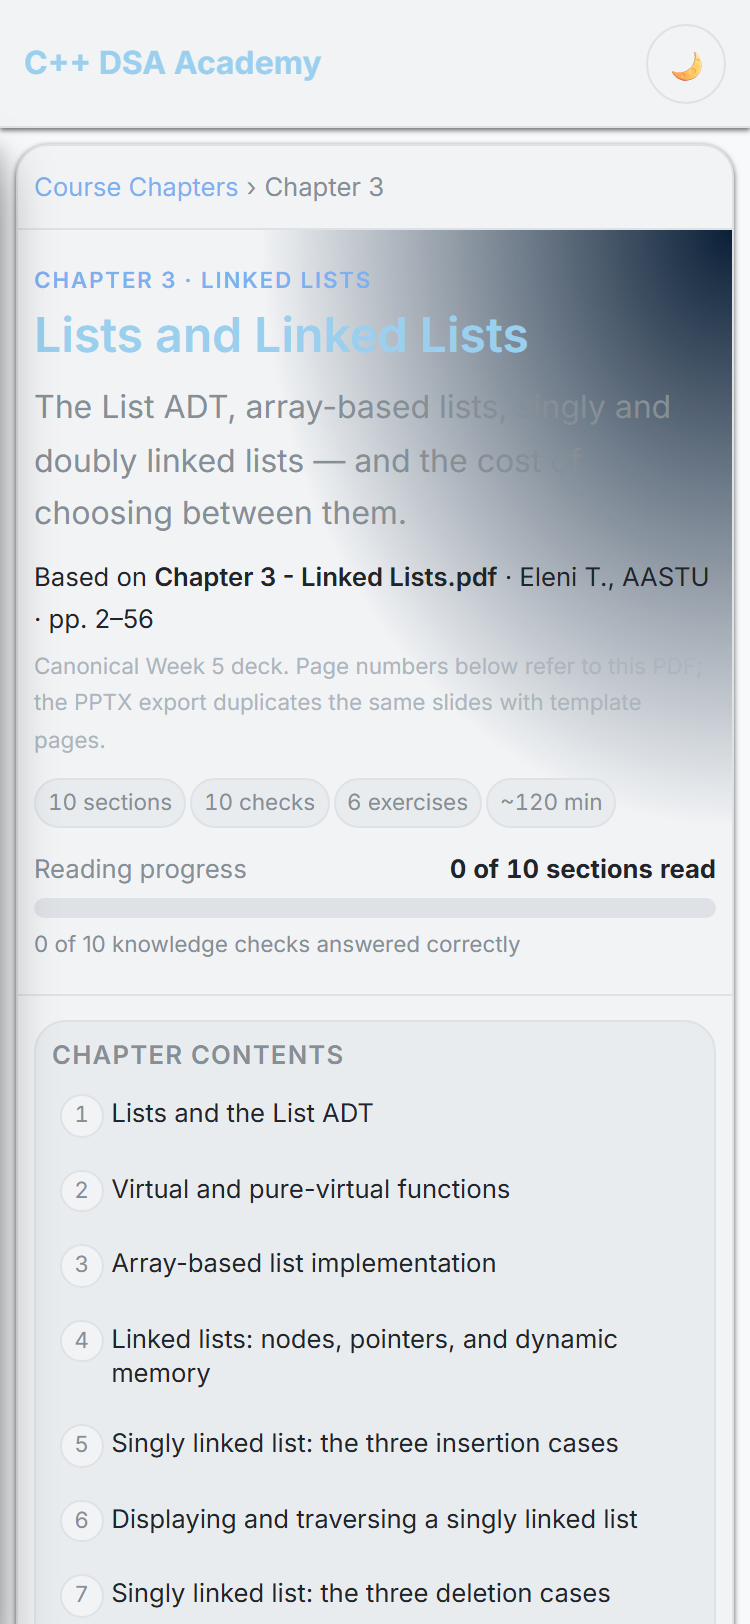 C++ DSA Academy
Course Chapters › Chapter 3
CHAPTER 3 · LINKED LISTS
Lists and Linked Lists
The List ADT, array-based lists, singly and
doubly linked lists — and the cost of
choosing between them.
Based on Chapter 3 - Linked Lists.pdf · Eleni T., AASTU
· pp. 2–56
Canonical Week 5 deck. Page numbers below refer to this PDF;
the PPTX export duplicates the same slides with template
pages.
10 sections 10 checks 6 exercises ~120 min
Reading progress 0 of 10 sections read
0 of 10 knowledge checks answered correctly
CHAPTER CONTENTS
1 Lists and the List ADT
2 Virtual and pure-virtual functions
3 Array-based list implementation
4 Linked lists: nodes, pointers, and dynamic
memory
5 Singly linked list: the three insertion cases
6 Displaying and traversing a singly linked list
7 Singly linked list: the three deletion cases